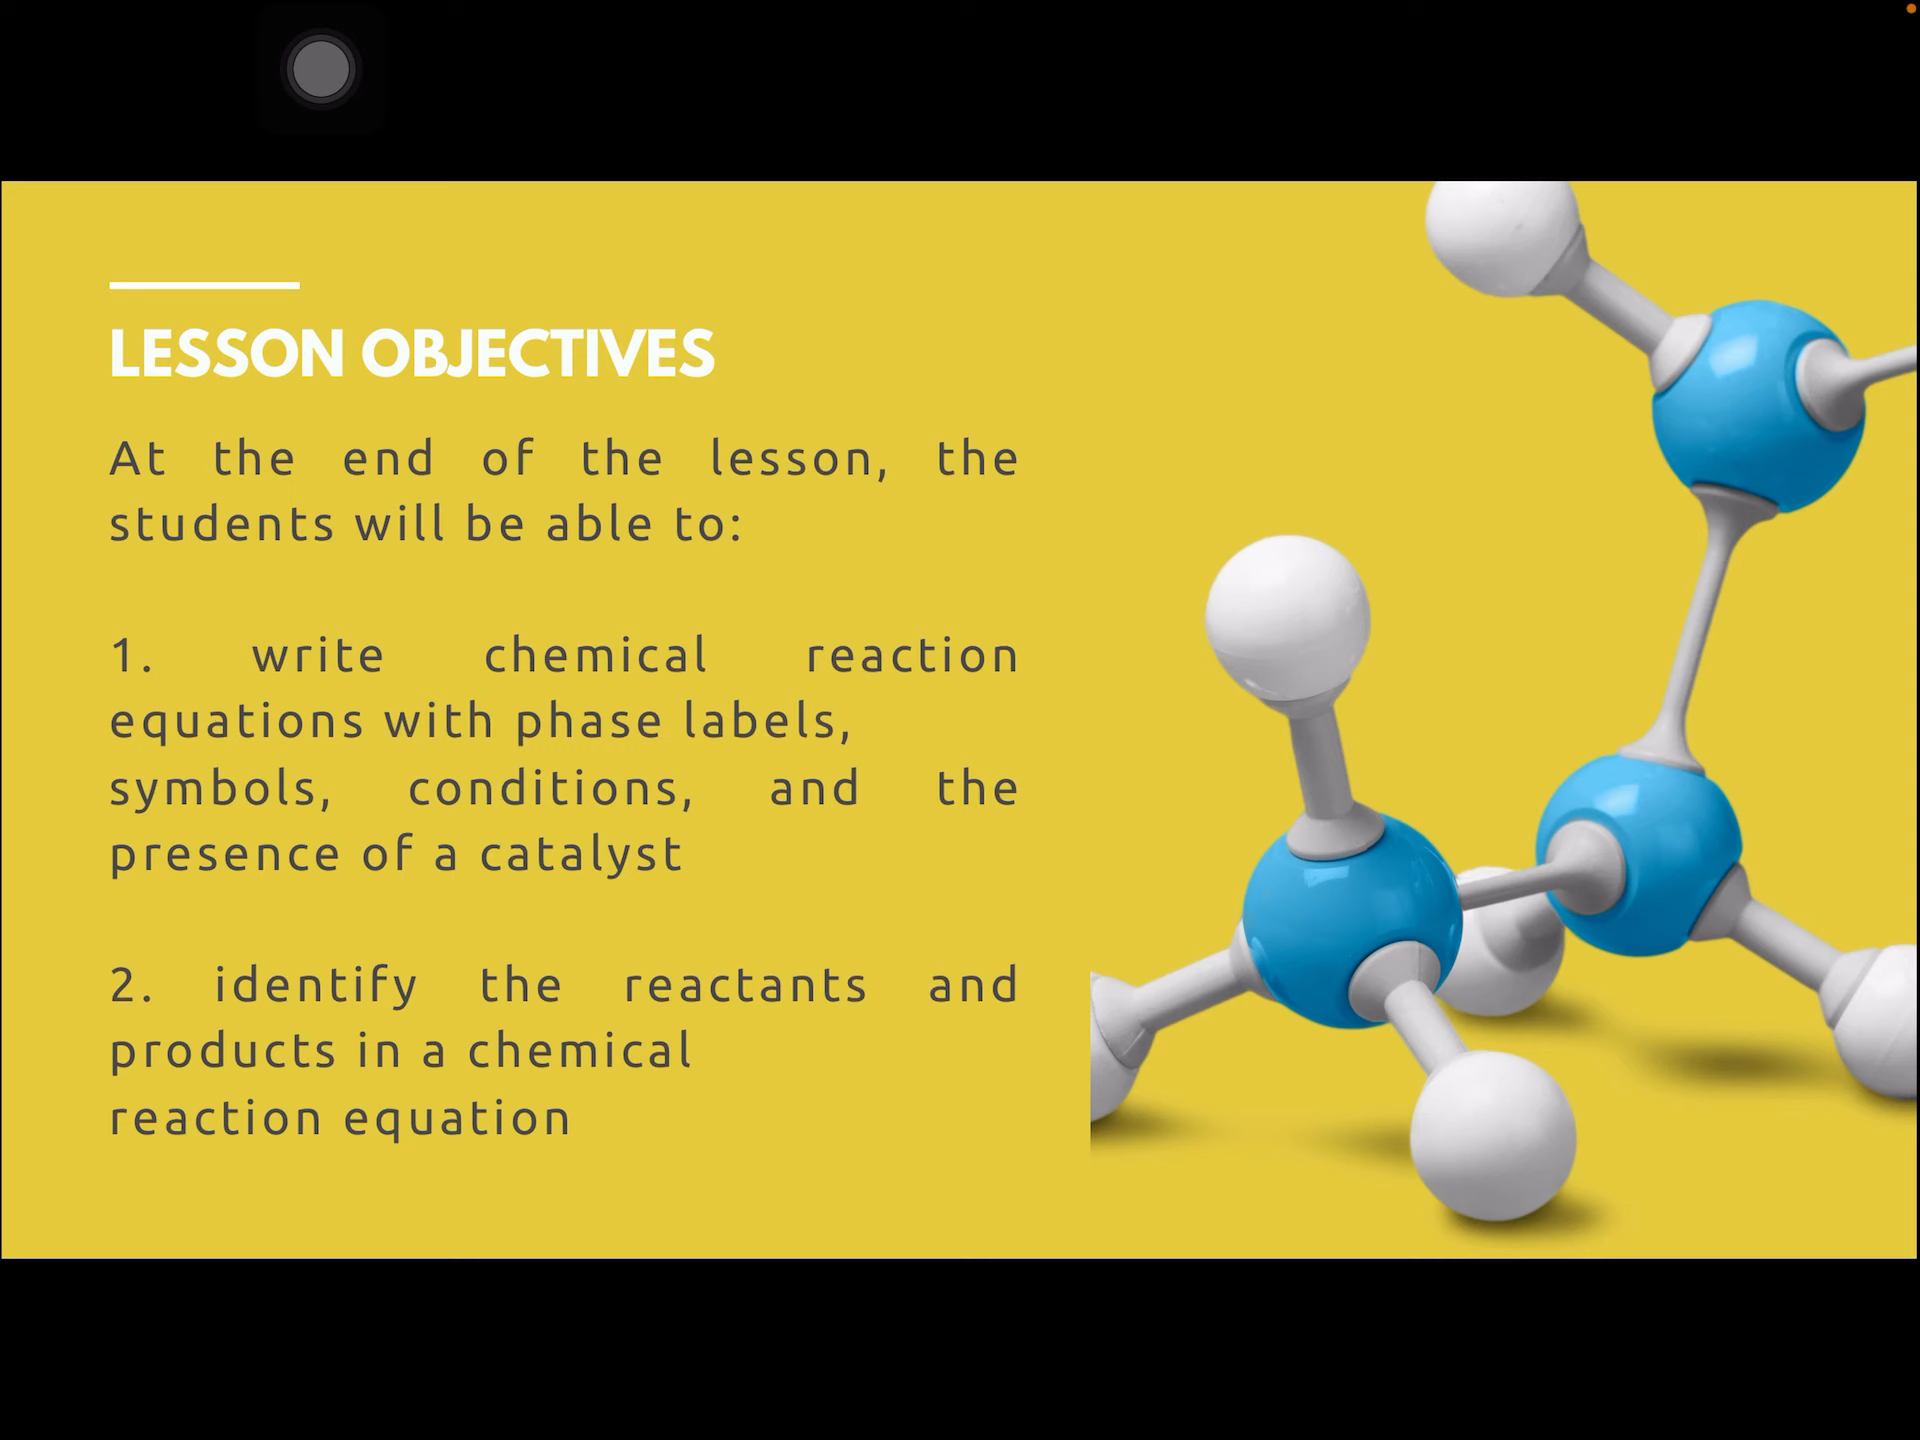 LESSON OBJECTIVES
At the end of the lesson, the
students will be able to:
1. write chemical reaction
equations with phase labels,
symbols, conditions, and the
presence of a catalyst
2. identify the reactants and
products in a chemical
reaction equation